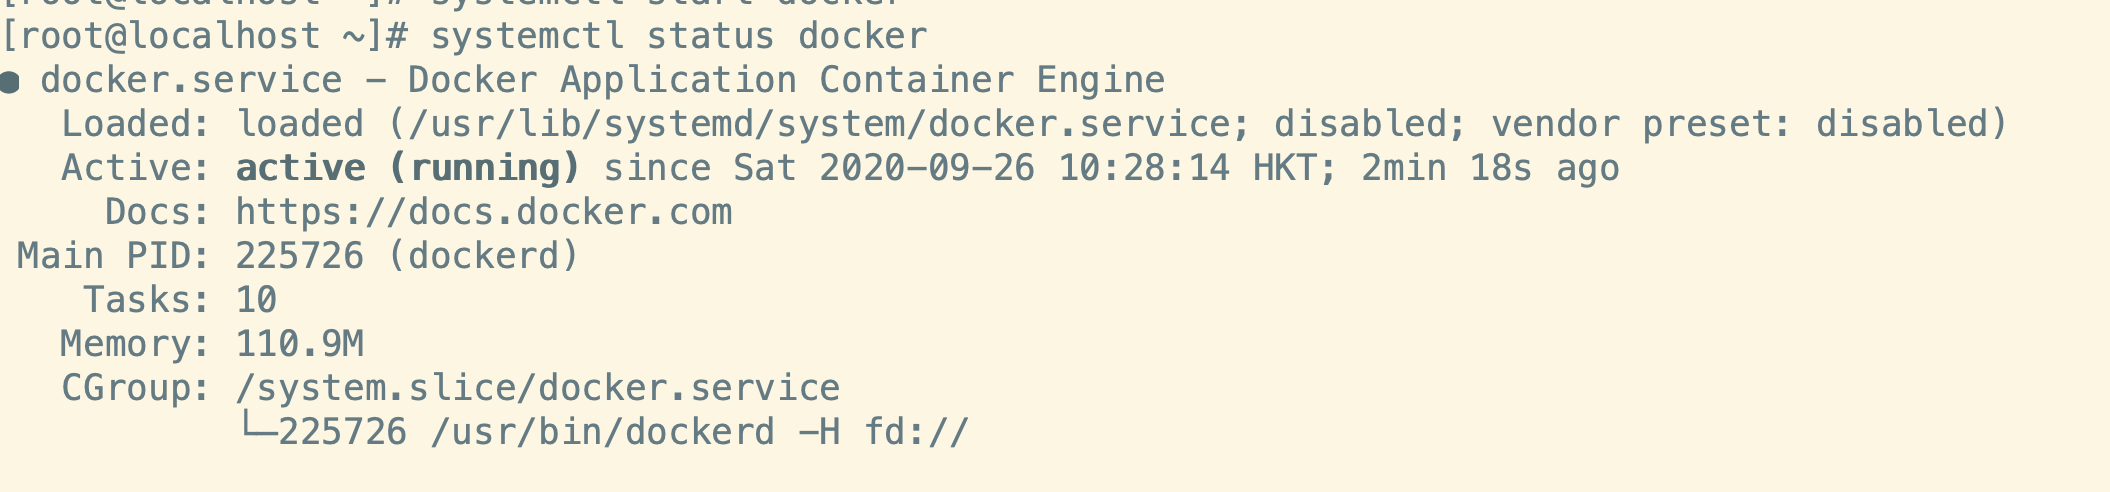 [root@localhost ~]# systemctl start docker
[root@localhost ~]# systemctl status docker
● docker.service - Docker Application Container Engine
Loaded: loaded (/usr/lib/systemd/system/docker.service; disabled; vendor preset: disabled)
Active: active (running) since Sat 2020-09-26 10:28:14 HKT; 2min 18s ago
Docs: https://docs.docker.com
Main PID: 225726 (dockerd)
Tasks: 10
Memory: 110.9M
CGroup: /system.slice/docker.service
└─225726 /usr/bin/dockerd -H fd://